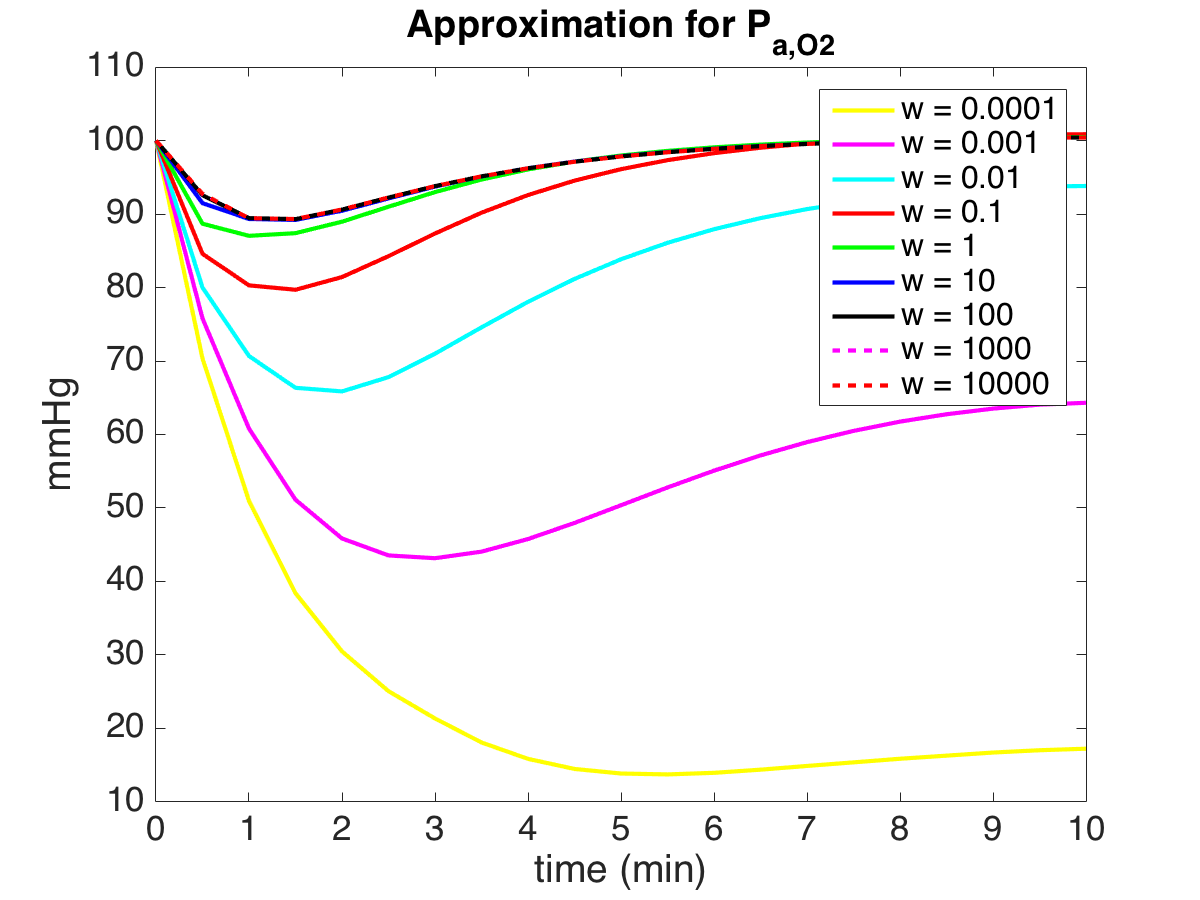 Approximation for P a,O2
110
100
90
80
70
60
50
40
30
20
10
mmHg
w = 0.0001
w = 0.001
w = 0.01
w = 0.1
w = 1
w = 10
w = 100
w = 1000
w = 10000
0 1 2 3 4 5 6 7 8 9 10
time (min)